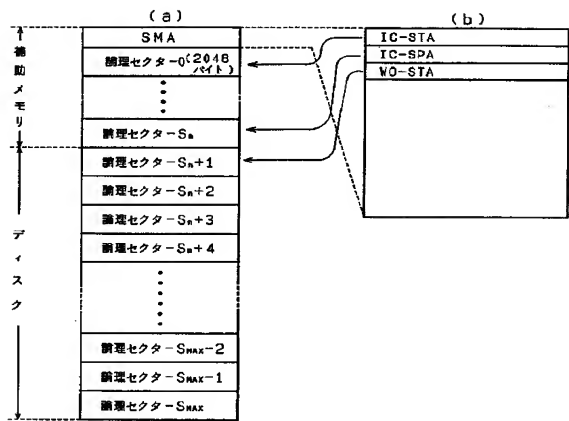 (a)
SMA
論理セクター0(2048バイト)
論理セクターSn
論理セクターSn+1
論理セクターSn+2
論理セクターSn+3
論理セクターSn+4
論理セクターSMAX-2
論理セクターSMAX-1
論理セクターSMAX
補助メモリ
ディスク
(b)
IC-STA
IC-SPA
WO-STA